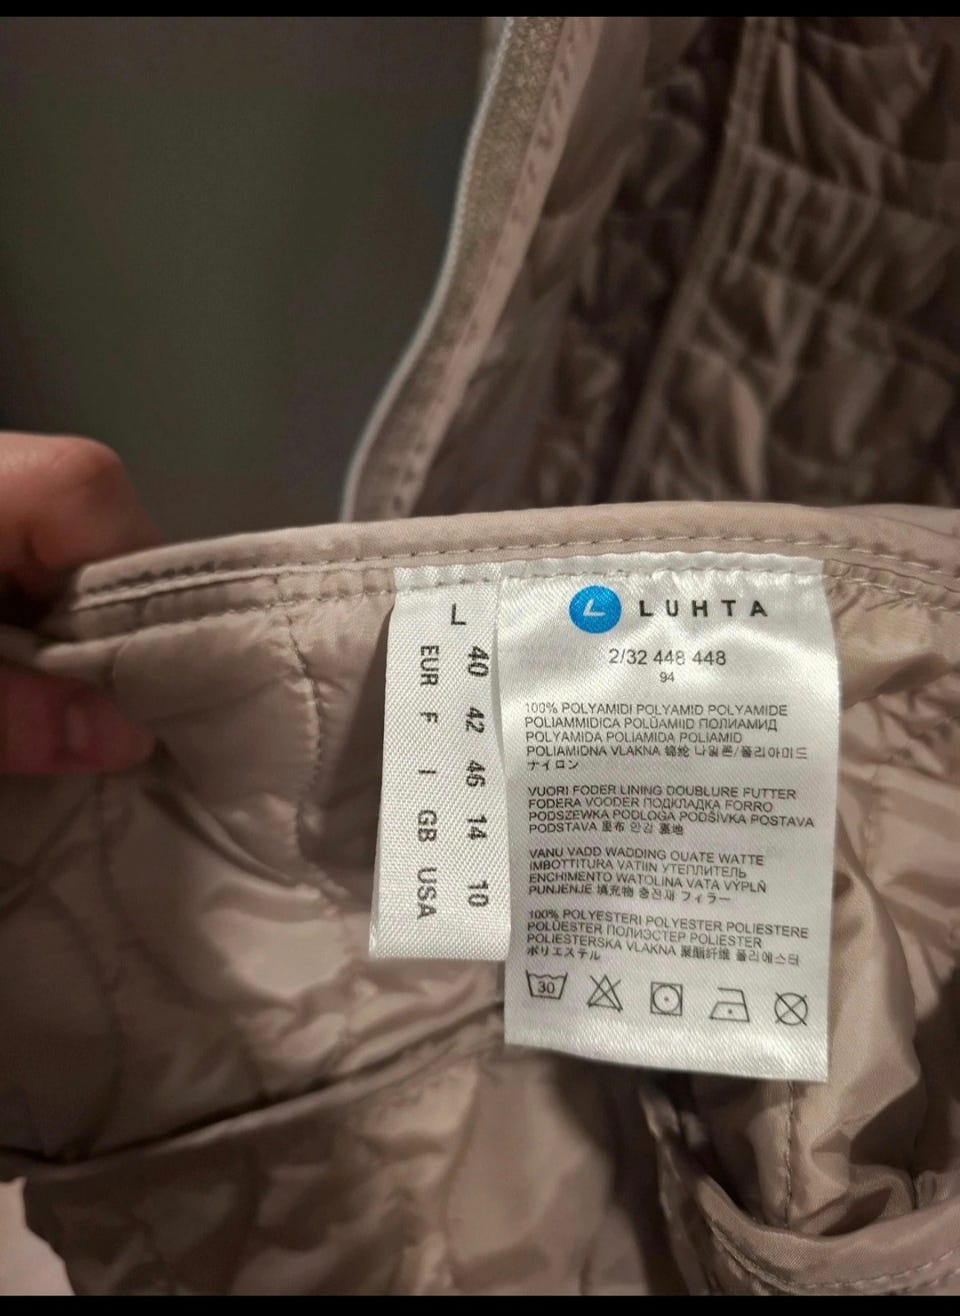 L
EUR 40
F 42
I 46
GB 14
USA 10
LUHTA
2/32 448 448
94
100% POLYAMIDI POLYAMID POLYAMIDE
POLIAMMIDICA POLÜAMIID ПОЛИАМИД
POLYAMIDA POLIAMIDA POLIAMID
POLIAMIDNA VLAKNA 锦纶 나일론/폴리아미드
ナイロン
VUORI FODER LINING DOUBLURE FUTTER
FODERA VOODER ПОДКЛАДКА FORRO
PODSZEWKA PODLOGA PODŠÍVKA POSTAVA
PODSTAVA 里布 안감 裏地
VANU VADD WADDING OUATE WATTE
IMBOTTITURA VATIIN УТЕПЛИТЕЛЬ
ENCHIMENTO WATOLINA VATA VÝPLŇ
PUNJENJE 填充物 충전재 フィラー
100% POLYESTERI POLYESTER POLIESTERE
POLÜESTER ПОЛИЭСТЕР POLIESTER
POLIESTERSKA VLAKNA 聚酯纤维 폴리에스터
ポリエステル
30